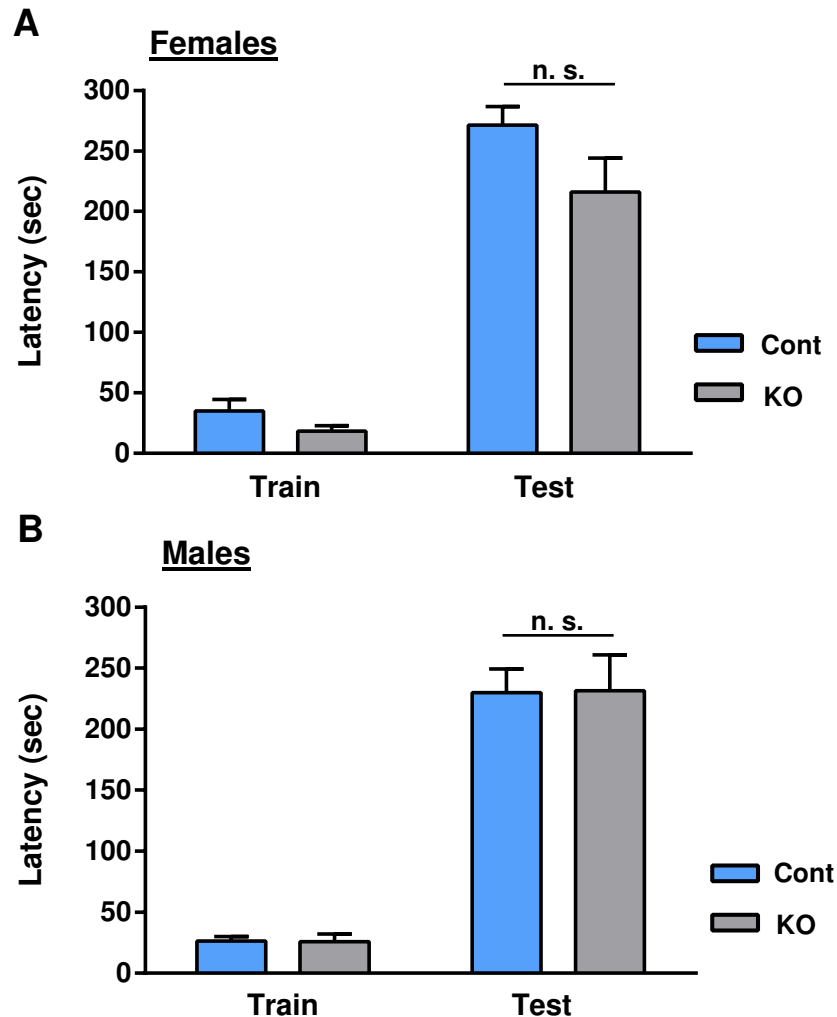 A
Females
n. s.
300
250
200
150
100
50
0
Latency (sec)
Train Test
Cont
KO
B
Males
n. s.
300
250
200
150
100
50
0
Latency (sec)
Train Test
Cont
KO